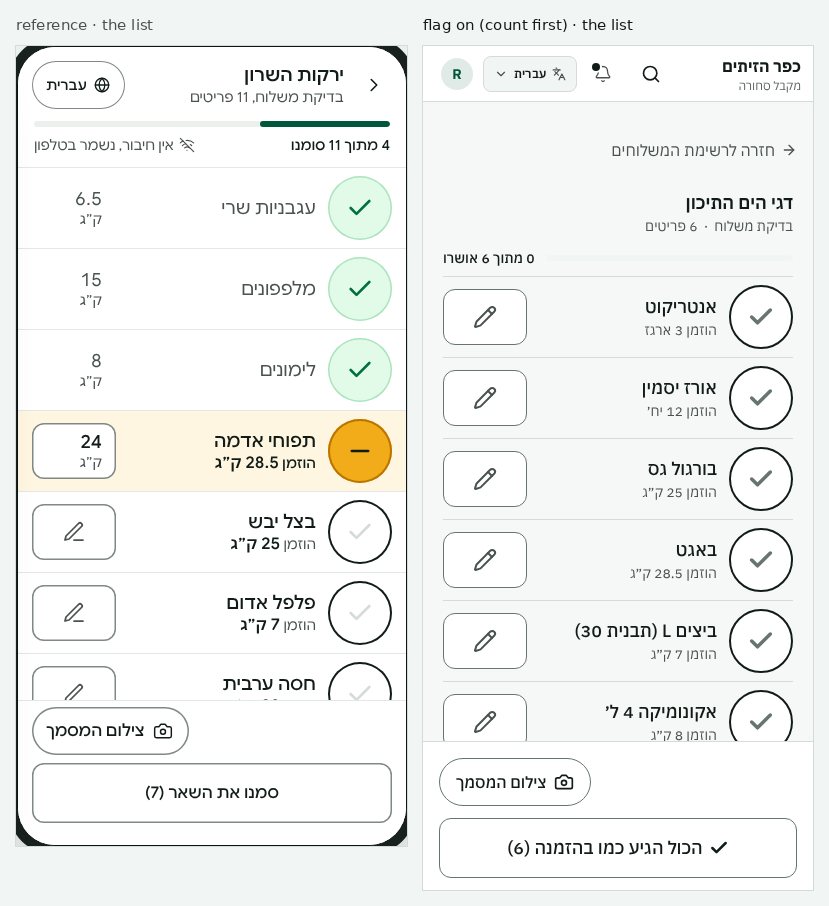 reference · the list
עברית
ירקות השרון
בדיקת משלוח, 11 פריטים
4 מתוך 11 סומנו
אין חיבור, נשמר בטלפון
עגבניות שרי
6.5
ק״ג
מלפפונים
15
ק״ג
לימונים
8
ק״ג
תפוחי אדמה
הוזמן 28.5 ק״ג
24
ק״ג
בצל יבש
הוזמן 25 ק״ג
פלפל אדום
הוזמן 7 ק״ג
חסה ערבית
צילום המסמך
סמנו את השאר (7)
flag on (count first) · the list
כפר הזיתים
מקבל סחורה
עברית
R
חזרה לרשימת המשלוחים
דגי הים התיכון
בדיקת משלוח · 6 פריטים
0 מתוך 6 אושרו
אנטריקוט
הוזמן 3 ארגז
אורז יסמין
הוזמן 12 יח׳
בורגול גס
הוזמן 25 ק״ג
באגט
הוזמן 28.5 ק״ג
ביצים L (תבנית 30)
הוזמן 7 ק״ג
אקונומיקה 4 ל׳
הוזמן 8 ק״ג
צילום המסמך
הכול הגיע כמו בהזמנה (6)